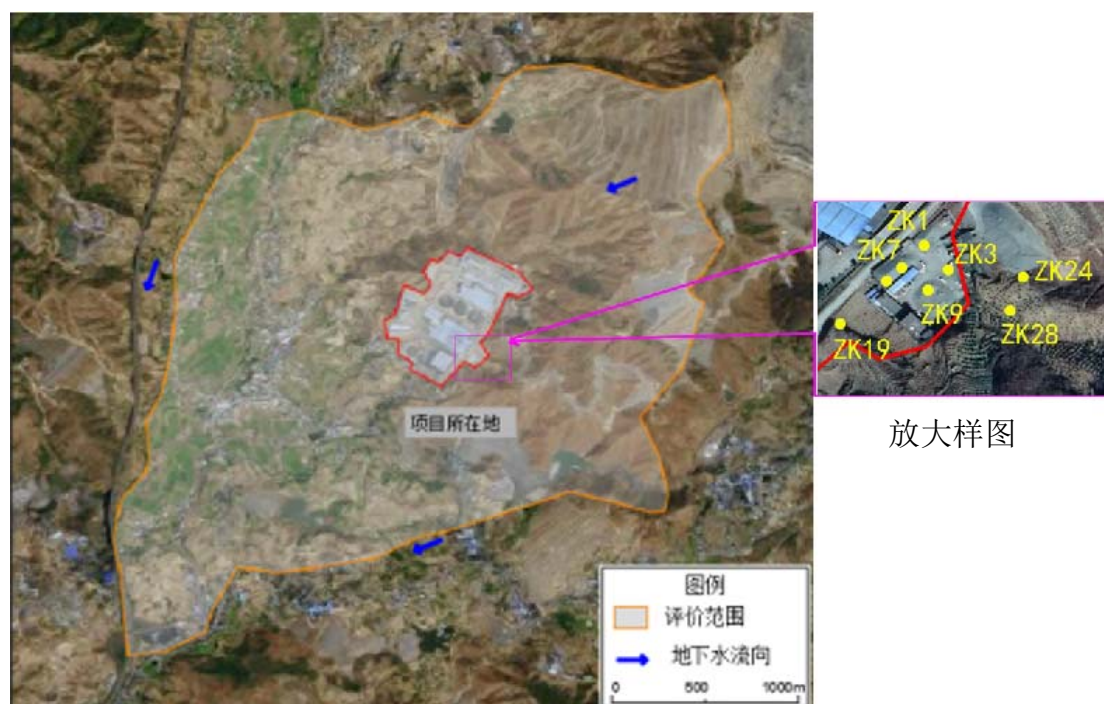 ZK1
ZK7
ZK3
ZK24
ZK9
ZK28
ZK19
放大样图
项目所在地
图例
评价范围
地下水流向
0 500 1000m